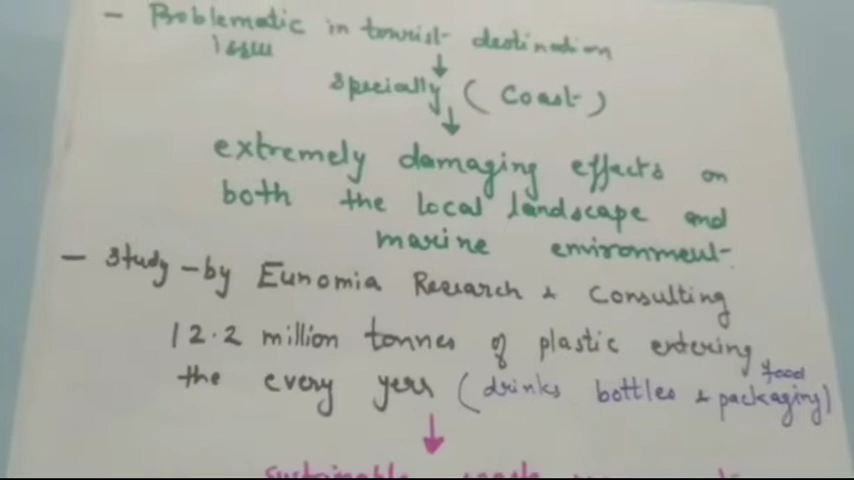 - Problematic in tourist destination
issue
specially (Coast)
extremely damaging effects on
both the local landscape and
marine environment.
- Study - by Eunomia Research & Consulting
12.2 million tonnes of plastic entering
the every year (drinks bottles & food packaging)
sustainable